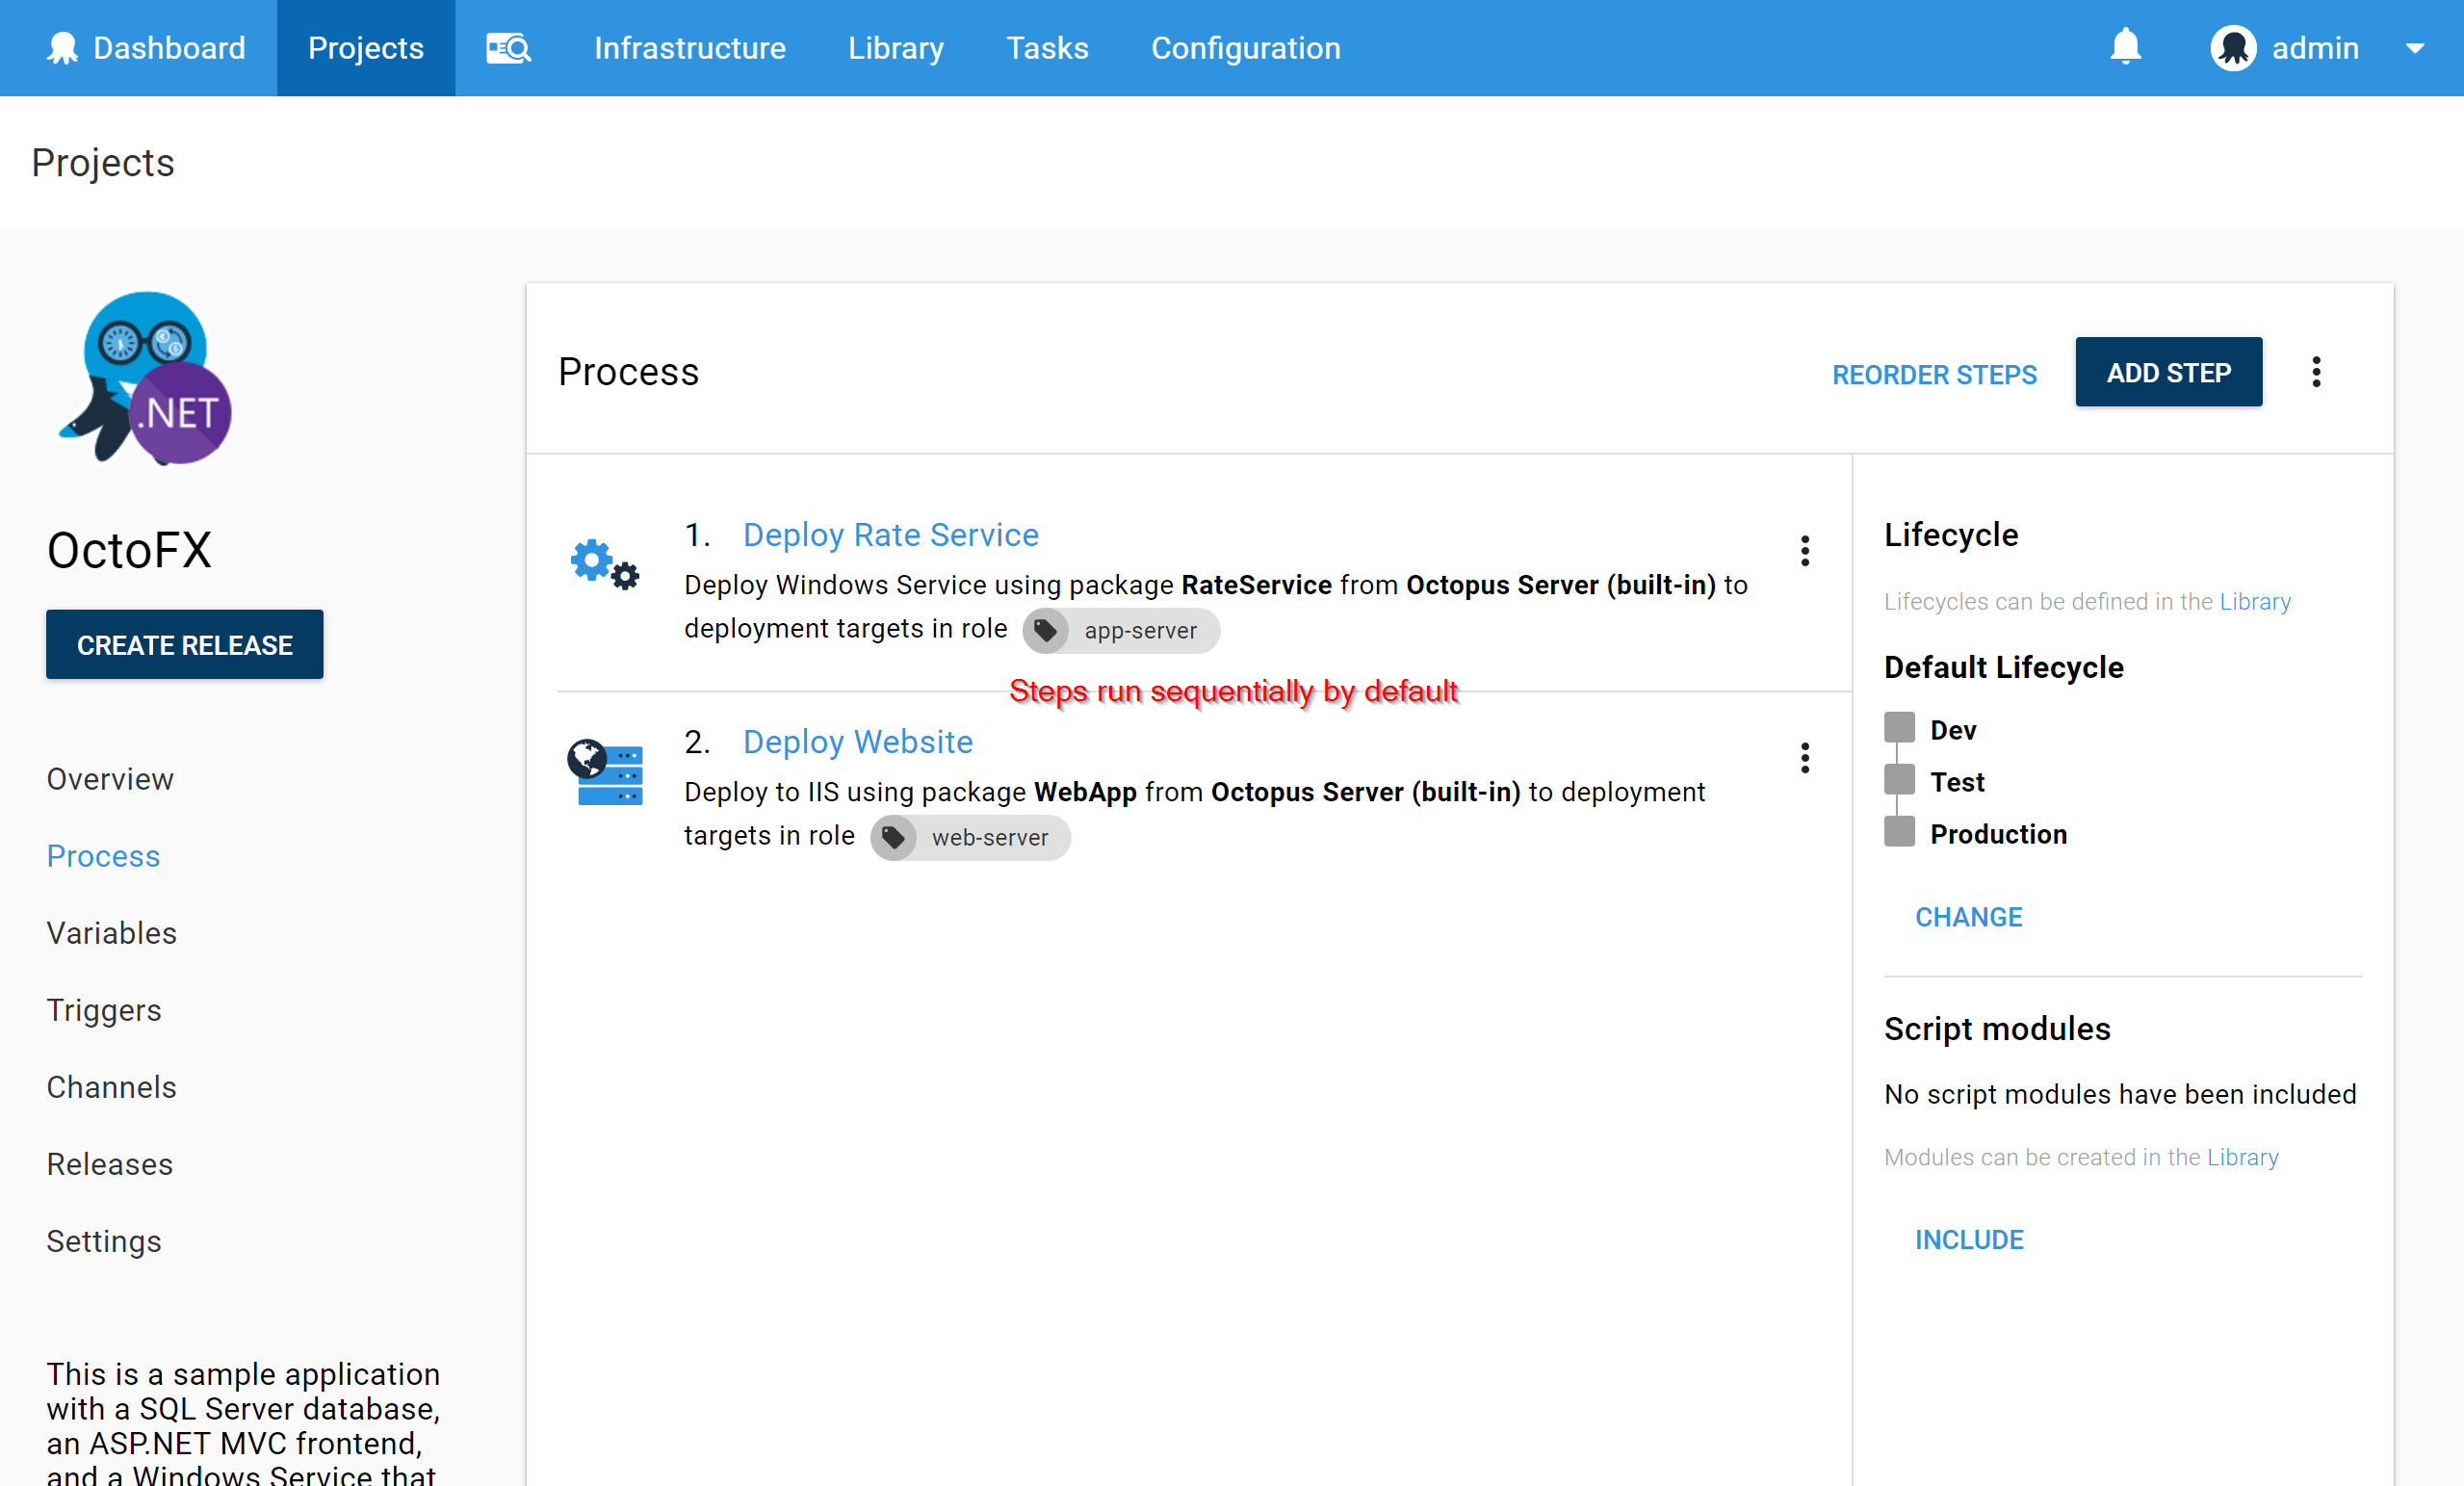 Dashboard Projects Infrastructure Library Tasks Configuration admin
Projects
.NET
OctoFX
CREATE RELEASE
Overview
Process
Variables
Triggers
Channels
Releases
Settings
This is a sample application
with a SQL Server database,
an ASP.NET MVC frontend,
and a Windows Service that
Process
REORDER STEPS
ADD STEP
1. Deploy Rate Service
Deploy Windows Service using package RateService from Octopus Server (built-in) to
deployment targets in role app-server
Steps run sequentially by default
2. Deploy Website
Deploy to IIS using package WebApp from Octopus Server (built-in) to deployment
targets in role web-server
Lifecycle
Lifecycles can be defined in the Library
Default Lifecycle
Dev
Test
Production
CHANGE
Script modules
No script modules have been included
Modules can be created in the Library
INCLUDE